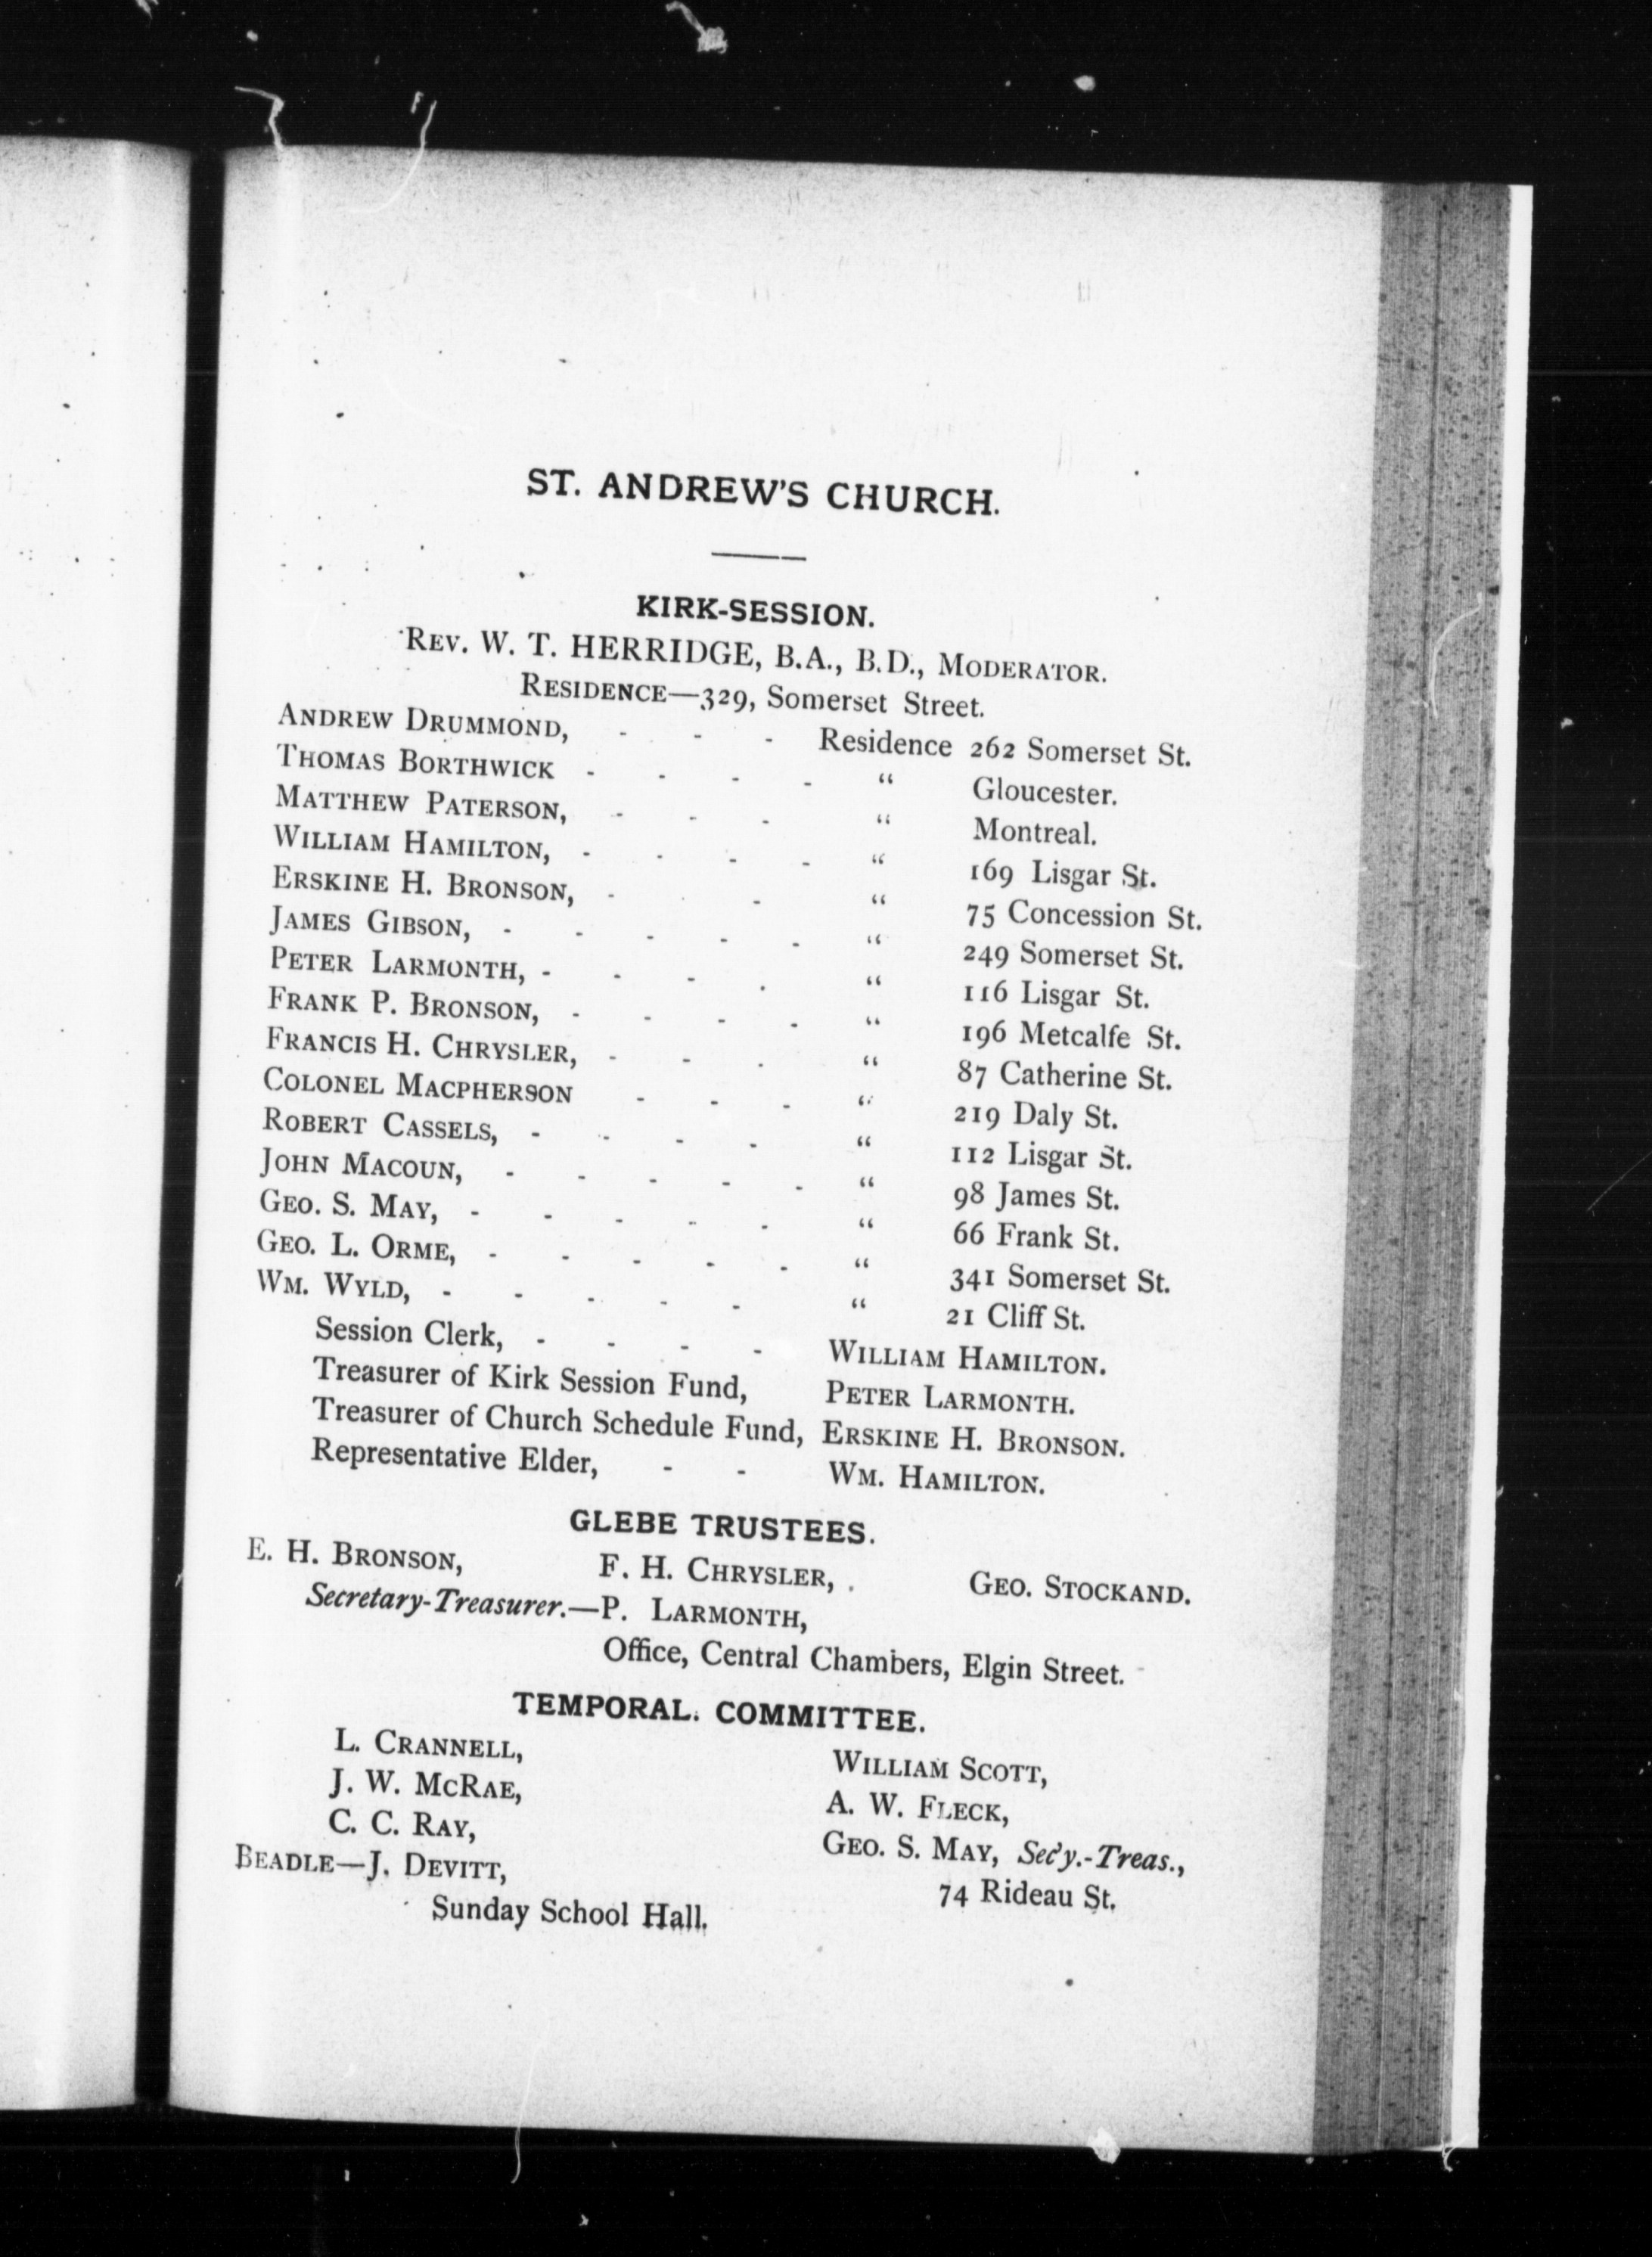 ST. ANDREW'S CHURCH.
KIRK-SESSION.
REV. W. T. HERRIDGE, B.A., B.D., MODERATOR.
RESIDENCE—329, Somerset Street.
ANDREW DRUMMOND, - - - Residence 262 Somerset St.
THOMAS BORTHWICK - - - - " Gloucester.
MATTHEW PATERSON, - - - " Montreal.
WILLIAM HAMILTON, - - - - " 169 Lisgar St.
ERSKINE H. BRONSON, - - - " 75 Concession St.
JAMES GIBSON, - - - - - " 249 Somerset St.
PETER LARMONTH, - - - - " 116 Lisgar St.
FRANK P. BRONSON, - - - - " 196 Metcalfe St.
FRANCIS H. CHRYSLER, - - - " 87 Catherine St.
COLONEL MACPHERSON - - - " 219 Daly St.
ROBERT CASSELS, - - - - " 112 Lisgar St.
JOHN MACOUN, - - - - - " 98 James St.
GEO. S. MAY, - - - - - " 66 Frank St.
GEO. L. ORME, - - - - - " 341 Somerset St.
WM. WYLD, - - - - - " 21 Cliff St.
Session Clerk, - - - - WILLIAM HAMILTON.
Treasurer of Kirk Session Fund, PETER LARMONTH.
Treasurer of Church Schedule Fund, ERSKINE H. BRONSON.
Representative Elder, - - WM. HAMILTON.
GLEBE TRUSTEES.
E. H. BRONSON, F. H. CHRYSLER, GEO. STOCKAND.
Secretary-Treasurer.—P. LARMONTH,
Office, Central Chambers, Elgin Street.
TEMPORAL COMMITTEE.
L. CRANNELL, WILLIAM SCOTT,
J. W. MCRAE, A. W. FLECK,
C. C. RAY, GEO. S. MAY, Sec'y.-Treas.,
BEADLE—J. DEVITT, 74 Rideau St.
Sunday School Hall.